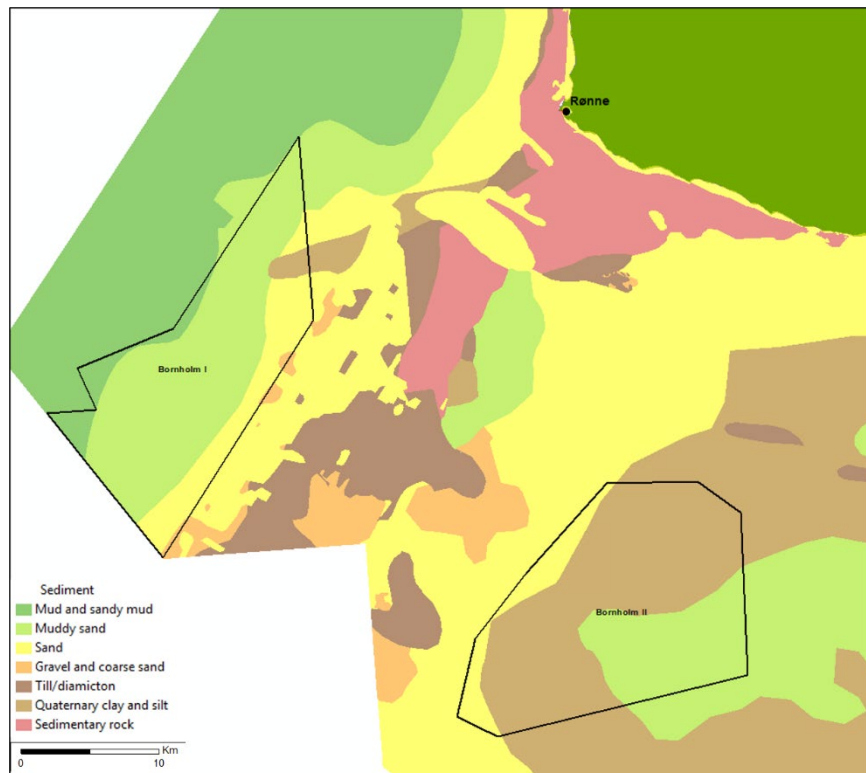 Rønne
Bornholm I
Bornholm II
Sediment
Mud and sandy mud
Muddy sand
Sand
Gravel and coarse sand
Till/diamicton
Quaternary clay and silt
Sedimentary rock
Km
0 10